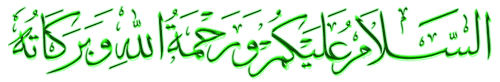 السَّلَامُ عَلَيْكُمْ وَرَحْمَةُ اللهِ وَبَرَكَاتُهُ